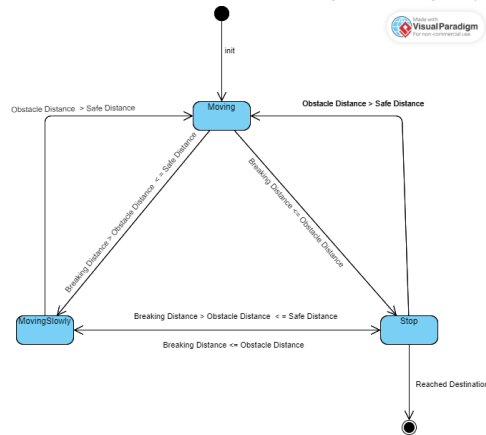 Made with
Visual Paradigm
For non-commercial use
init
Obstacle Distance > Safe Distance
Moving
Obstacle Distance > Safe Distance
Breaking Distance > Obstacle Distance < = Safe Distance
Breaking Distance <= Obstacle Distance
MovingSlowly
Breaking Distance > Obstacle Distance < = Safe Distance
Stop
Breaking Distance <= Obstacle Distance
Reached Destination